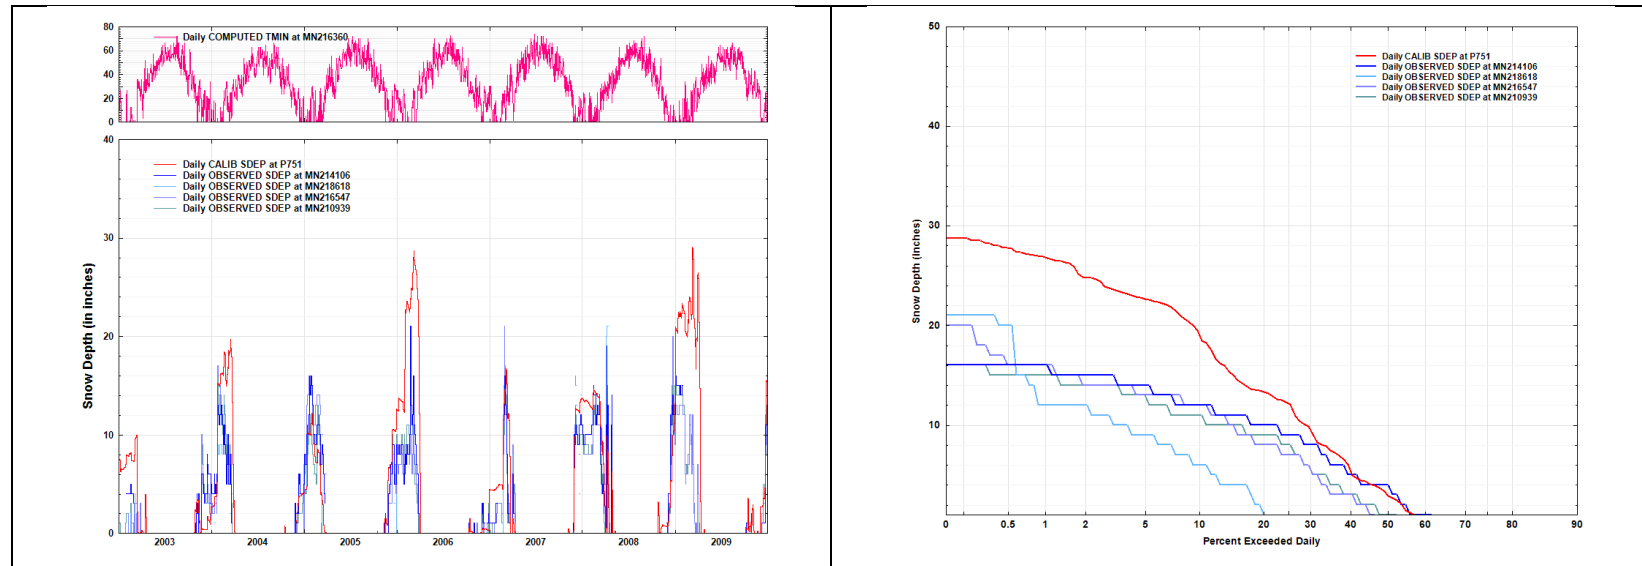 80
60
40
20
0
Daily COMPUTED TMIN at MN216360
40
30
20
10
0
Snow Depth (in inches)
Daily CALIB SDEP at P751
Daily OBSERVED SDEP at MN214106
Daily OBSERVED SDEP at MN218618
Daily OBSERVED SDEP at MN216547
Daily OBSERVED SDEP at MN210939
2003 2004 2005 2006 2007 2008 2009
50
40
30
20
10
Snow Depth (inches)
Daily CALIB SDEP at P751
Daily OBSERVED SDEP at MN214106
Daily OBSERVED SDEP at MN218618
Daily OBSERVED SDEP at MN216547
Daily OBSERVED SDEP at MN210939
0 0.5 1 2 5 10 20 30 40 50 60 70 80 90
Percent Exceeded Daily